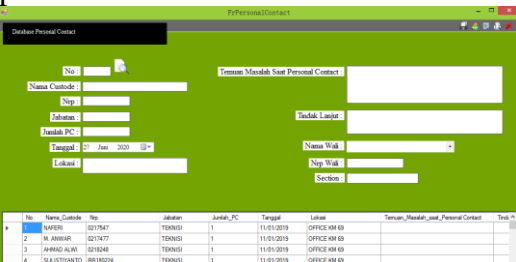 FrPersonalContact
Database Personal Contact
No :
Nama Custode :
Nrp :
Jabatan :
Jumlah PC :
Tanggal : 27 Juni 2020
Lokasi :
Temuan Masalah Saat Personal Contact :
Tindak Lanjut :
Nama Wali :
Nrp Wali :
Section :
No Nama_Custode Nrp Jabatan Jumlah_PC Tanggal Lokasi Temuan_Masalah_saat_Personal Contact Tinda
1 NAFERI 0217547 TEKNISI 1 11/01/2019 OFFICE KM 69
2 M. ANWAR 0217477 TEKNISI 1 11/01/2019 OFFICE KM 69
3 AHMAD ALWI 0218248 TEKNISI 1 11/01/2019 OFFICE KM 69
4 SULISTIYANTO BB180224 TEKNISI 1 11/01/2019 OFFICE KM 69